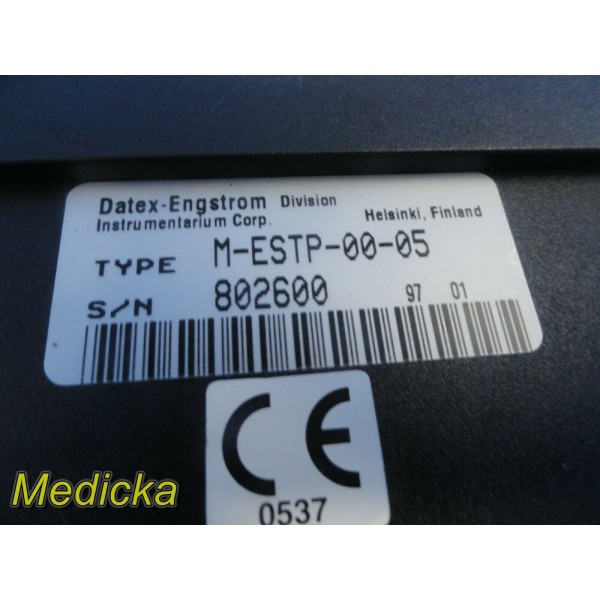 Datex-Engstrom Division
Instrumentarium Corp. Helsinki, Finland
TYPE M-ESTP-00-05
S/N 802600 97 01
CE
0537
Medicka